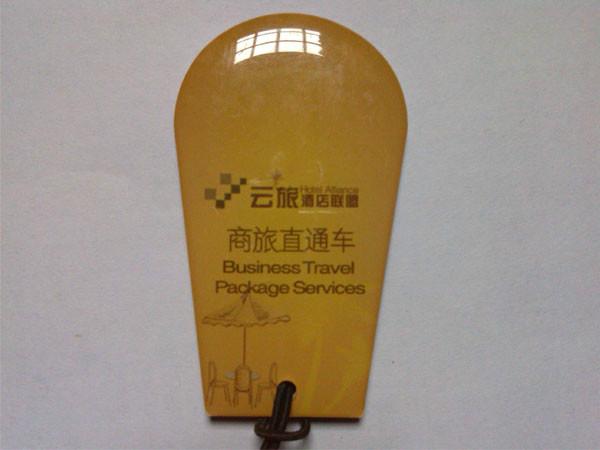 云旅 Hotel Alliance
酒店联盟
商旅直通车
Business Travel
Package Services